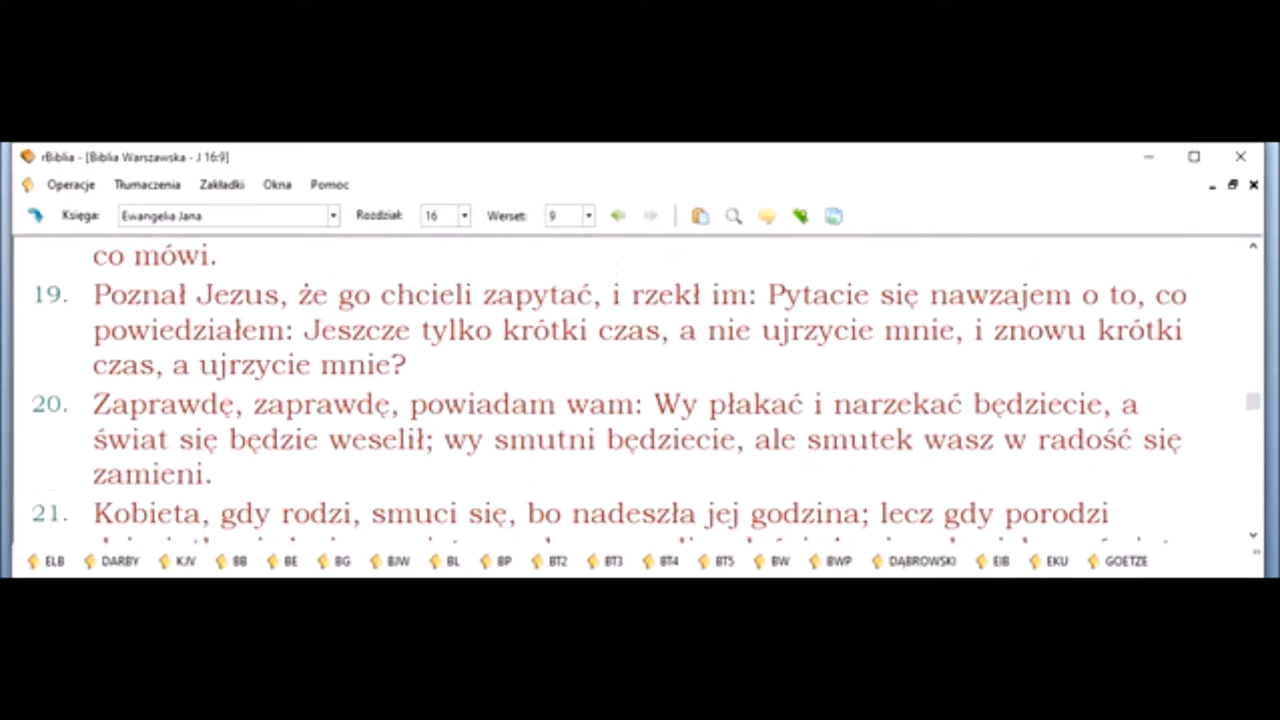 rBiblia - [Biblia Warszawska - J 16:9]
Operacje Tłumaczenia Zakładki Okna Pomoc
Księga: Ewangelia Jana Rozdział: 16 Werset: 9
co mówi.
19. Poznał Jezus, że go chcieli zapytać, i rzekł im: Pytacie się nawzajem o to, co
powiedziałem: Jeszcze tylko krótki czas, a nie ujrzycie mnie, i znowu krótki
czas, a ujrzycie mnie?
20. Zaprawdę, zaprawdę, powiadam wam: Wy płakać i narzekać będziecie, a
świat się będzie weselił; wy smutni będziecie, ale smutek wasz w radość się
zamieni.
21. Kobieta, gdy rodzi, smuci się, bo nadeszła jej godzina; lecz gdy porodzi
ELB DARBY KJV BB BE BG BJW BL BP BT2 BT3 BT4 BT5 BW BWP DĄBROWSKI EIB EKU GOETZE